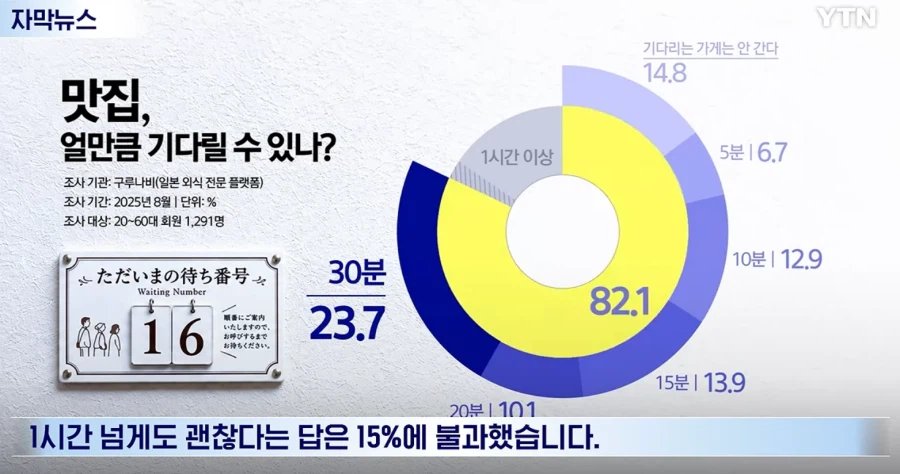 자막뉴스
YTN
맛집,
얼만큼 기다릴 수 있나?
조사 기관: 구루나비(일본 외식 전문 플랫폼)
조사 기간: 2025년 8월 | 단위: %
조사 대상: 20~60대 회원 1,291명
ただいまの待ち番号
Waiting Number
1 6
順番にご案内
いたしますので、
お呼びするまで
お待ちください。
기다리는 가게는 안 간다
14.8
5분 | 6.7
10분 | 12.9
15분 | 13.9
20분 | 10.1
30분
23.7
1시간 이상
82.1
1시간 넘게도 괜찮다는 답은 15%에 불과했습니다.